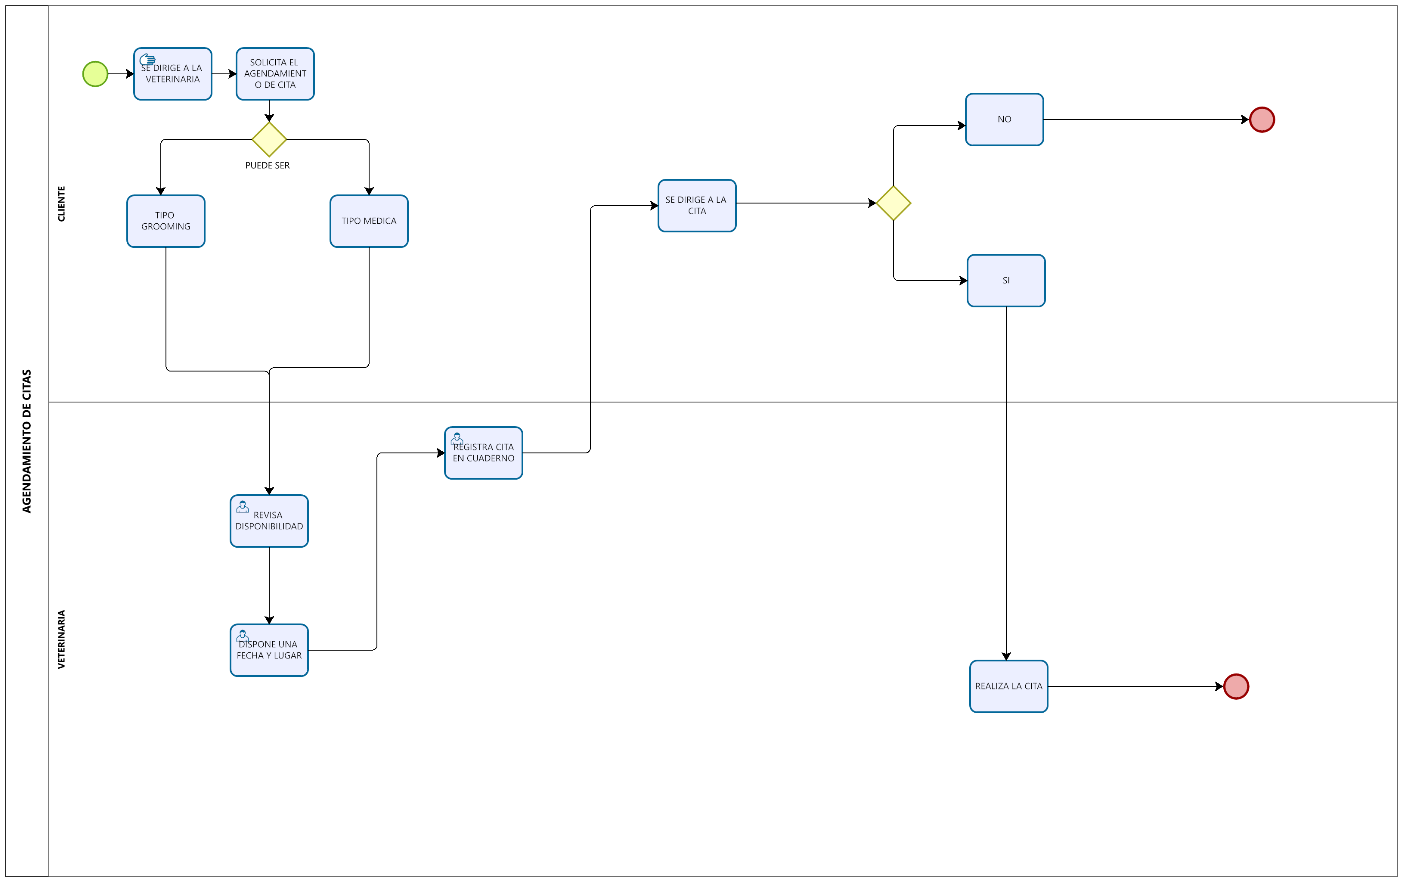 AGENDAMIENTO DE CITAS
CLIENTE
SE DIRIGE A LA
VETERINARIA
SOLICITA EL
AGENDAMIENT
O DE CITA
PUEDE SER
TIPO
GROOMING
TIPO MEDICA
SE DIRIGE A LA
CITA
NO
SI
VETERINARIA
REGISTRA CITA
EN CUADERNO
REVISA
DISPONIBILIDAD
DISPONE UNA
FECHA Y LUGAR
REALIZA LA CITA